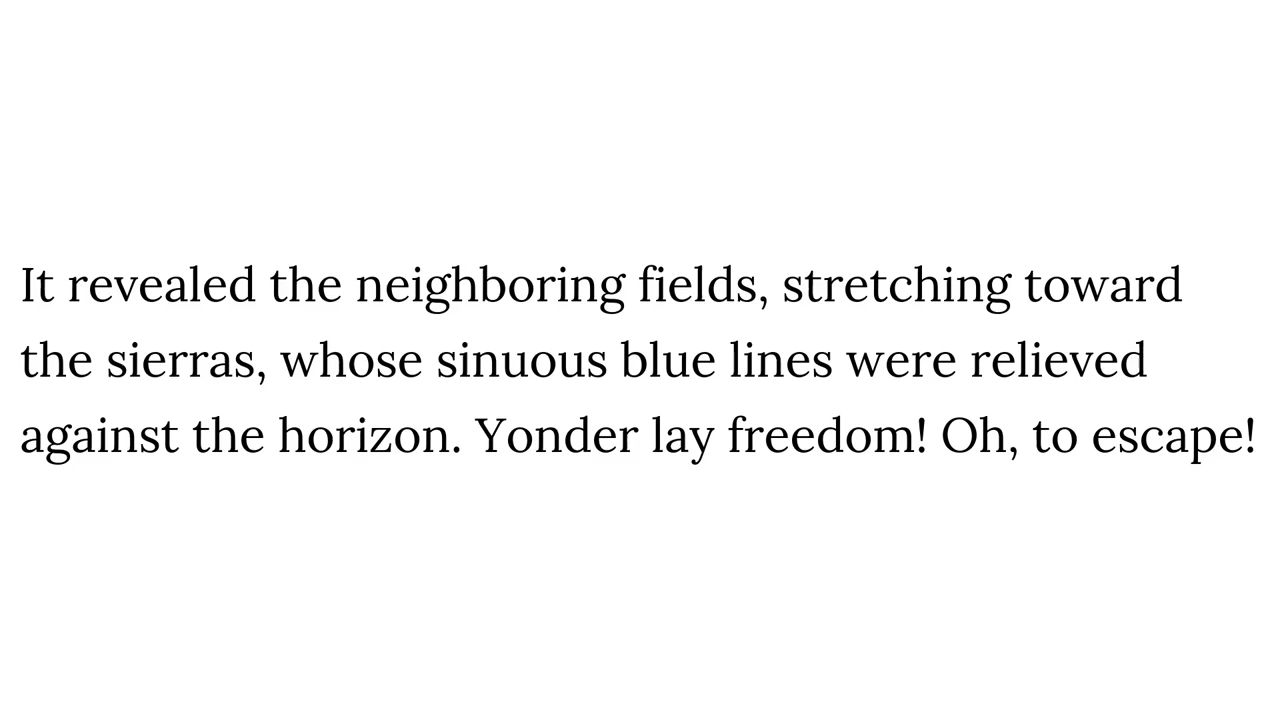 It revealed the neighboring fields, stretching toward
the sierras, whose sinuous blue lines were relieved
against the horizon. Yonder lay freedom! Oh, to escape!